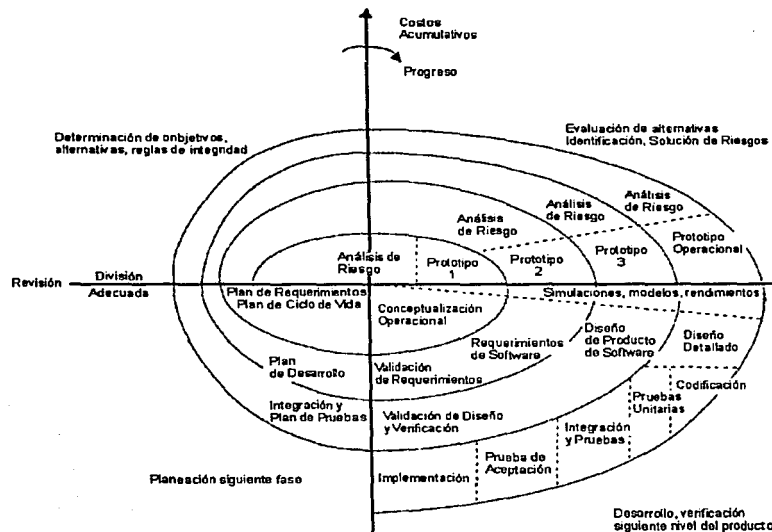 Costos
Acumulativos
Progreso
Determinación de onbjetivos,
alternativas, reglas de integridad
Evaluación de alternativas
Identificación, Solución de Riesgos
Análisis
de Riesgo
Análisis
de Riesgo
Análisis
de Riesgo
Análisis de
Riesgo
Prototipo
1
Prototipo
2
Prototipo
3
Prototipo
Operacional
Revisión
División
Adecuada
Plan de Requerimientos
Plan de Ciclo de Vida
Simulaciones, modelos, rendimientos
Conceptualización
Operacional
Requerimientos
de Software
Diseño
de Producto
de Software
Diseño
Detallado
Plan
de Desarrollo
Validación
de Requerimientos
Codificación
Pruebas
Unitarias
Integración y
Plan de Pruebas
Validación de Diseño
y Verificación
Integración
y Pruebas
Prueba de
Aceptación
Implementación
Planeación siguiente fase
Desarrollo, verificación
siguiente nivel del producto